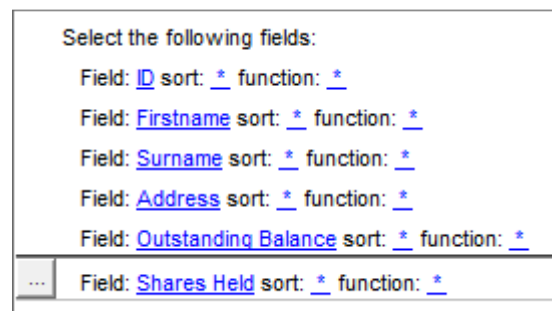 Select the following fields:
Field: ID sort: * function: *
Field: Firstname sort: * function: *
Field: Surname sort: * function: *
Field: Address sort: * function: *
Field: Outstanding Balance sort: * function: *
... Field: Shares Held sort: * function: *